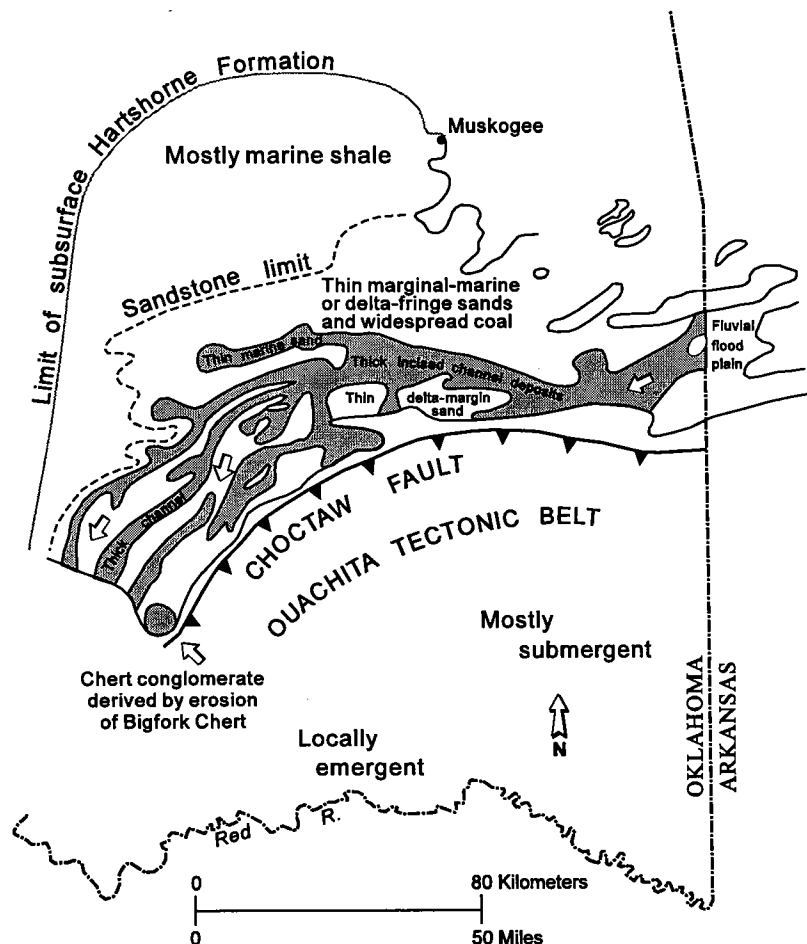 Limit of subsurface Hartshorne Formation
Muskogee
Mostly marine shale
Sandstone limit
Thin marginal-marine
or delta-fringe sands
and widespread coal
Thin marine sand
Thick incised channel deposits
Fluvial
flood
plain
Thin
delta-margin
sand
Thick channel
CHOCTAW FAULT
OUACHITA TECTONIC BELT
Mostly
submergent
Chert conglomerate
derived by erosion
of Bigfork Chert
N
Locally
emergent
OKLAHOMA
ARKANSAS
Red R.
0 80 Kilometers
0 50 Miles